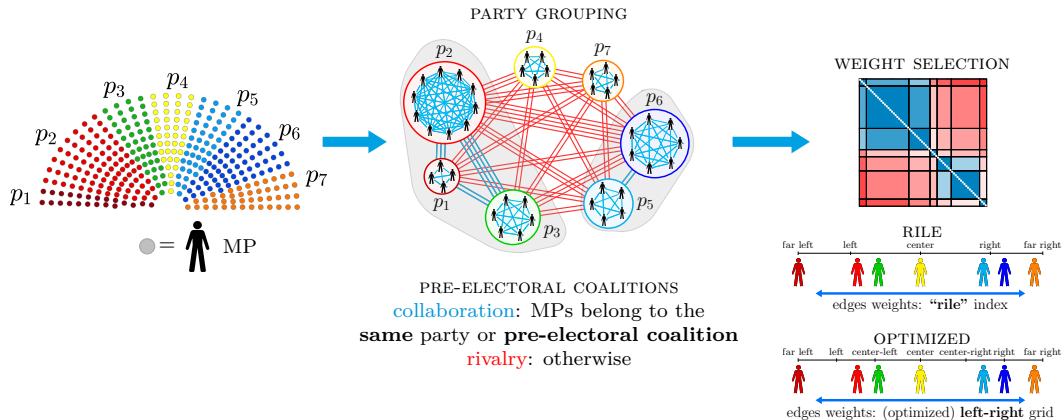 PARTY GROUPING
p4
p7
p2
p6
p1
p3
p5
p1
p2
p3
p4
p5
p6
p7
= MP
PRE-ELECTORAL COALITIONS
collaboration: MPs belong to the
same party or pre-electoral coalition
rivalry: otherwise
WEIGHT SELECTION
RILE
far left left center right far right
edges weights: “rile” index
OPTIMIZED
far left left center-left center center-right right far right
edges weights: (optimized) left-right grid